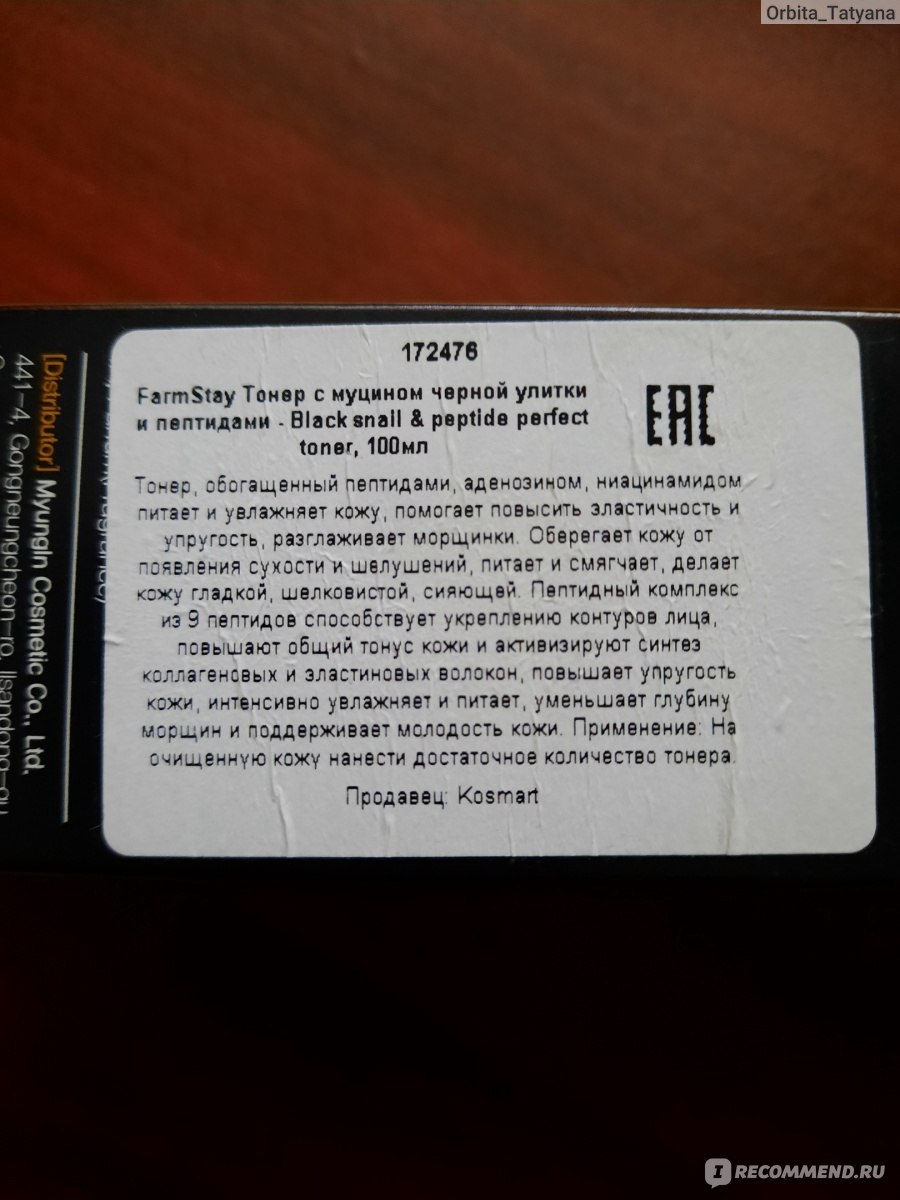 Orbita_Tatyana
172476
FarmStay Тонер с муцином черной улитки
и пептидами - Black snail & peptide perfect
toner, 100мл
EAC
Тонер, обогащенный пептидами, аденозином, ниацинамидом
питает и увлажняет кожу, помогает повысить эластичность и
упругость, разглаживает морщинки. Оберегает кожу от
появления сухости и шелушений, питает и смягчает, делает
кожу гладкой, шелковистой, сияющей. Пептидный комплекс
из 9 пептидов способствует укреплению контуров лица,
повышают общий тонус кожи и активизируют синтез
коллагеновых и эластиновых волокон, повышает упругость
кожи, интенсивно увлажняет и питает, уменьшает глубину
морщин и поддерживает молодость кожи. Применение: На
очищенную кожу нанести достаточное количество тонера.
Продавец: Kosmart
[Distributor] MyungIn Cosmetic Co., Ltd.
441-4, Gongneungcheon-ro, Ilsandong-gu
IRECOMMEND.RU